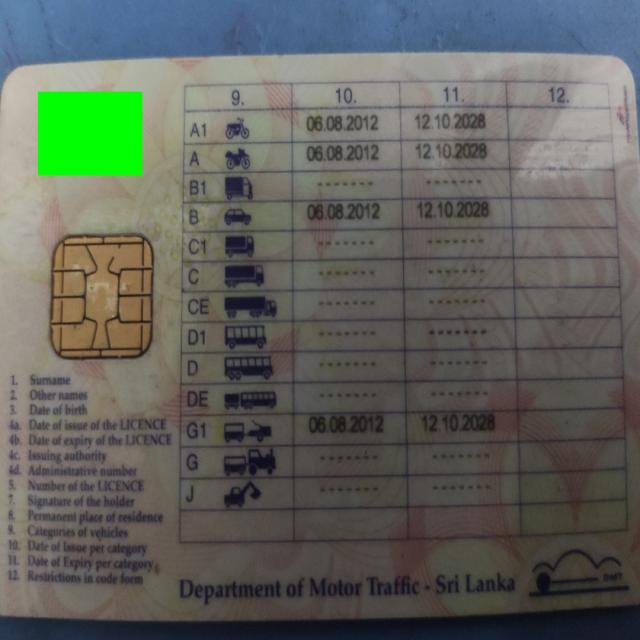 9. 10. 11. 12.
A1 06.08.2012 12.10.2028
A 06.08.2012 12.10.2028
B1 ------- -------
B 06.08.2012 12.10.2028
C1 ------- -------
C ------- -------
CE ------- -------
D1 ------- -------
D ------- -------
DE ------- -------
G1 06.08.2012 12.10.2028
G ------- -------
J ------- -------
1. Surname
2. Other names
3. Date of birth
4a. Date of issue of the LICENCE
4b. Date of expiry of the LICENCE
4c. Issuing authority
4d. Administrative number
5. Number of the LICENCE
7. Signature of the holder
8. Permanent place of residence
9. Categories of vehicles
10. Date of Issue per category
11. Date of Expiry per category
12. Restrictions in code form
Department of Motor Traffic - Sri Lanka
DMT